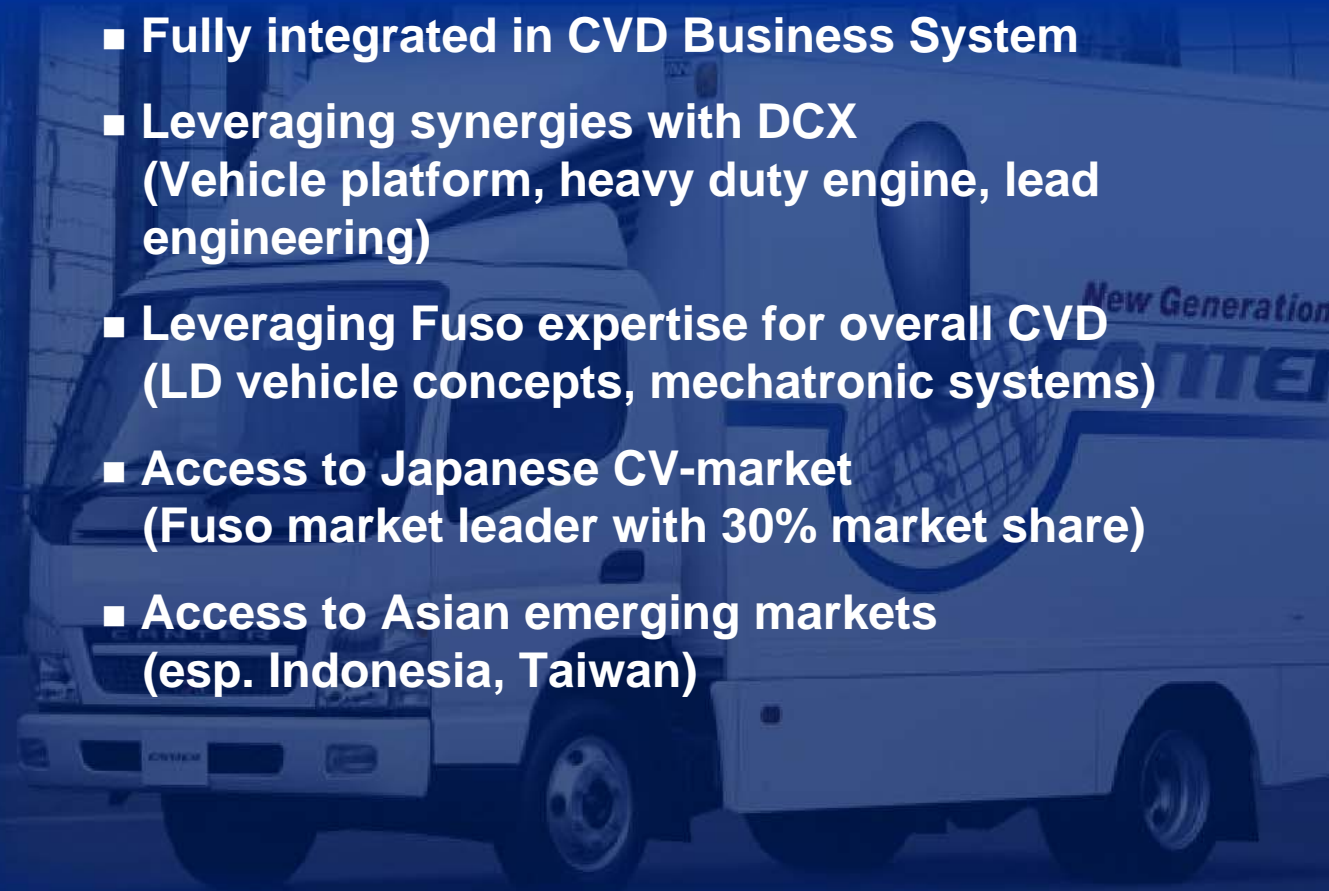 ■ Fully integrated in CVD Business System
■ Leveraging synergies with DCX
(Vehicle platform, heavy duty engine, lead
engineering)
■ Leveraging Fuso expertise for overall CVD
(LD vehicle concepts, mechatronic systems)
■ Access to Japanese CV-market
(Fuso market leader with 30% market share)
■ Access to Asian emerging markets
(esp. Indonesia, Taiwan)
New Generation
CANTER
CANTER